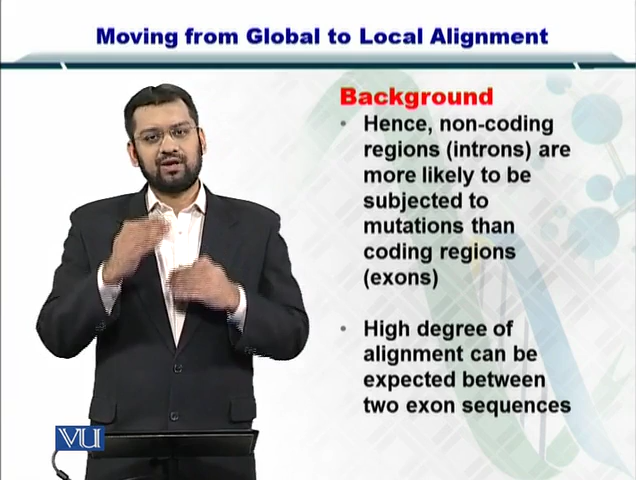 Moving from Global to Local Alignment
Background
• Hence, non-coding
regions (introns) are
more likely to be
subjected to
mutations than
coding regions
(exons)
• High degree of
alignment can be
expected between
two exon sequences
VU